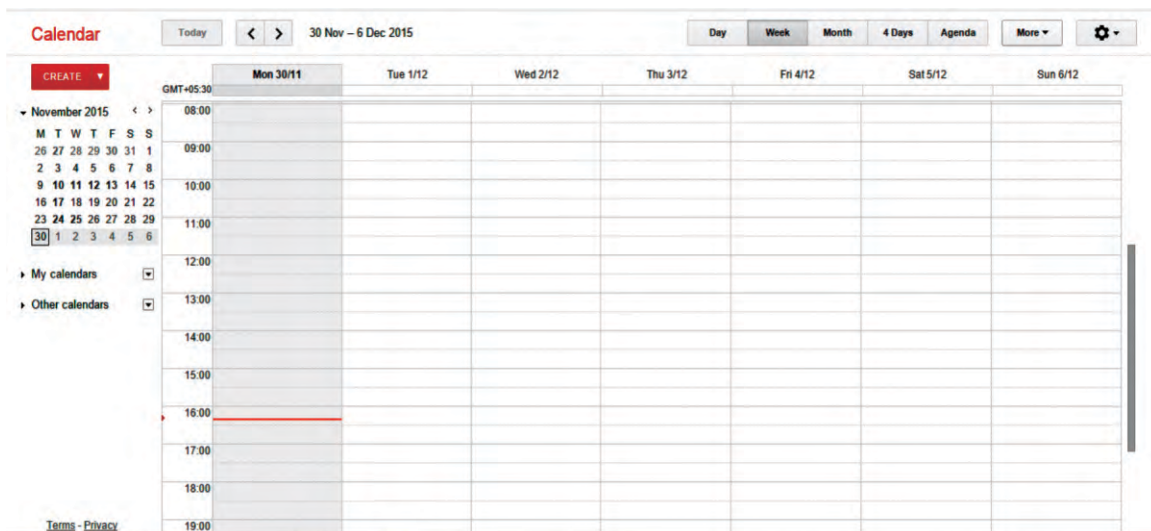 Calendar Today < > 30 Nov – 6 Dec 2015 Day Week Month 4 Days Agenda More
CREATE
Mon 30/11 Tue 1/12 Wed 2/12 Thu 3/12 Fri 4/12 Sat 5/12 Sun 6/12
GMT+05:30
November 2015 < >
M T W T F S S
26 27 28 29 30 31 1
2 3 4 5 6 7 8
9 10 11 12 13 14 15
16 17 18 19 20 21 22
23 24 25 26 27 28 29
30 1 2 3 4 5 6
My calendars
Other calendars
08:00
09:00
10:00
11:00
12:00
13:00
14:00
15:00
16:00
17:00
18:00
19:00
Terms - Privacy